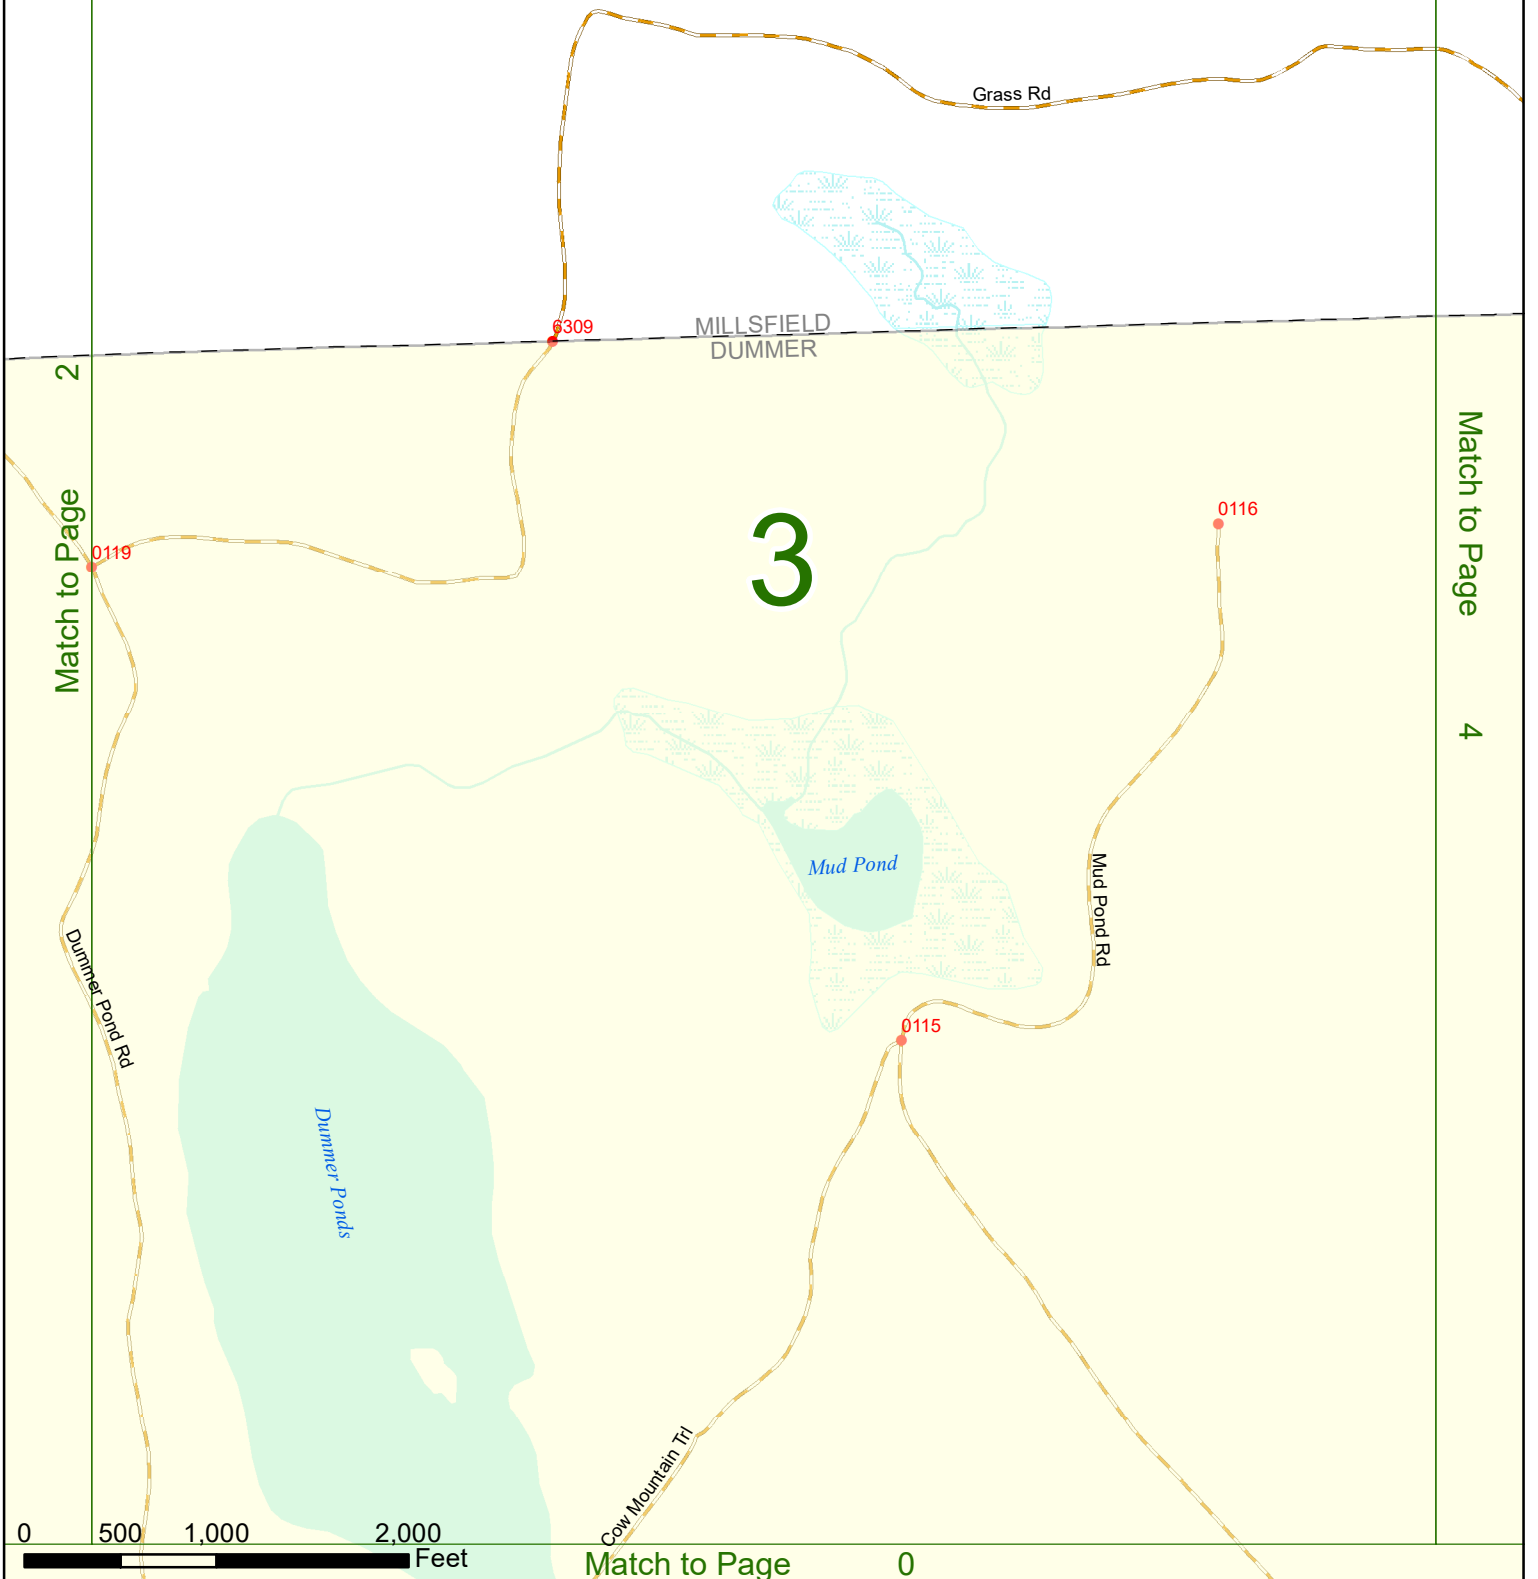 Grass Rd
6309
MILLSFIELD
DUMMER
2
Match to Page
0119
3
0116
Match to Page
4
Mud Pond
Mud Pond Rd
Dummer Pond Rd
0115
Dummer Ponds
Cow Mountain Trl
0 500 1,000 2,000
Feet
Match to Page 0